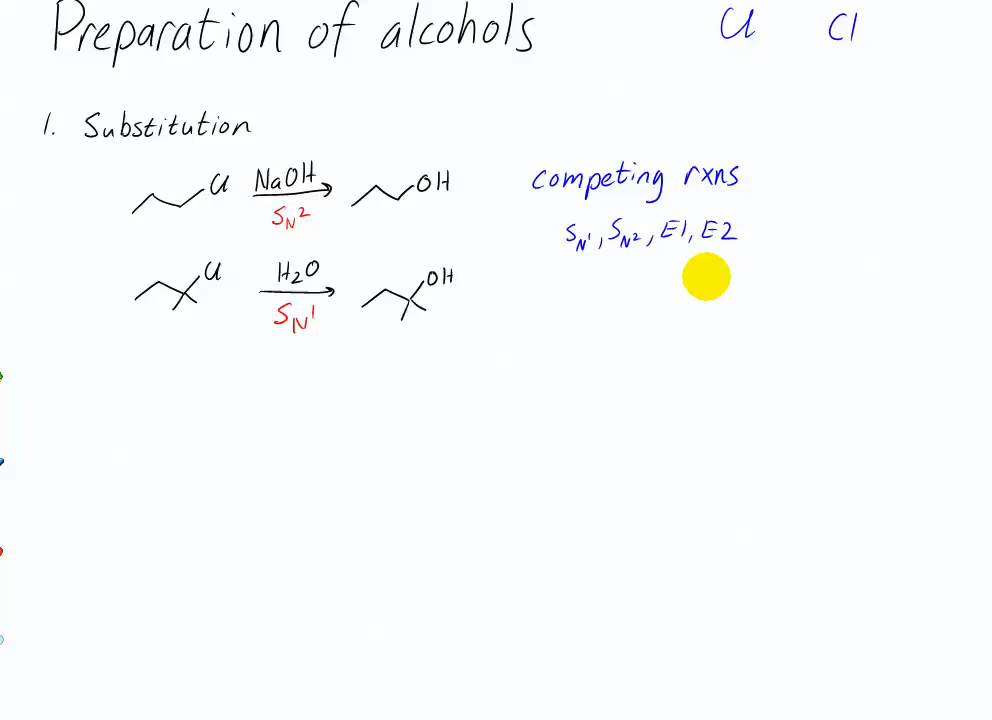 Preparation of alcohols
Cl Cl
1. Substitution
Cl NaOH OH
SN2
competing rxns
SN1, SN2, E1, E2
Cl H2O OH
SN1